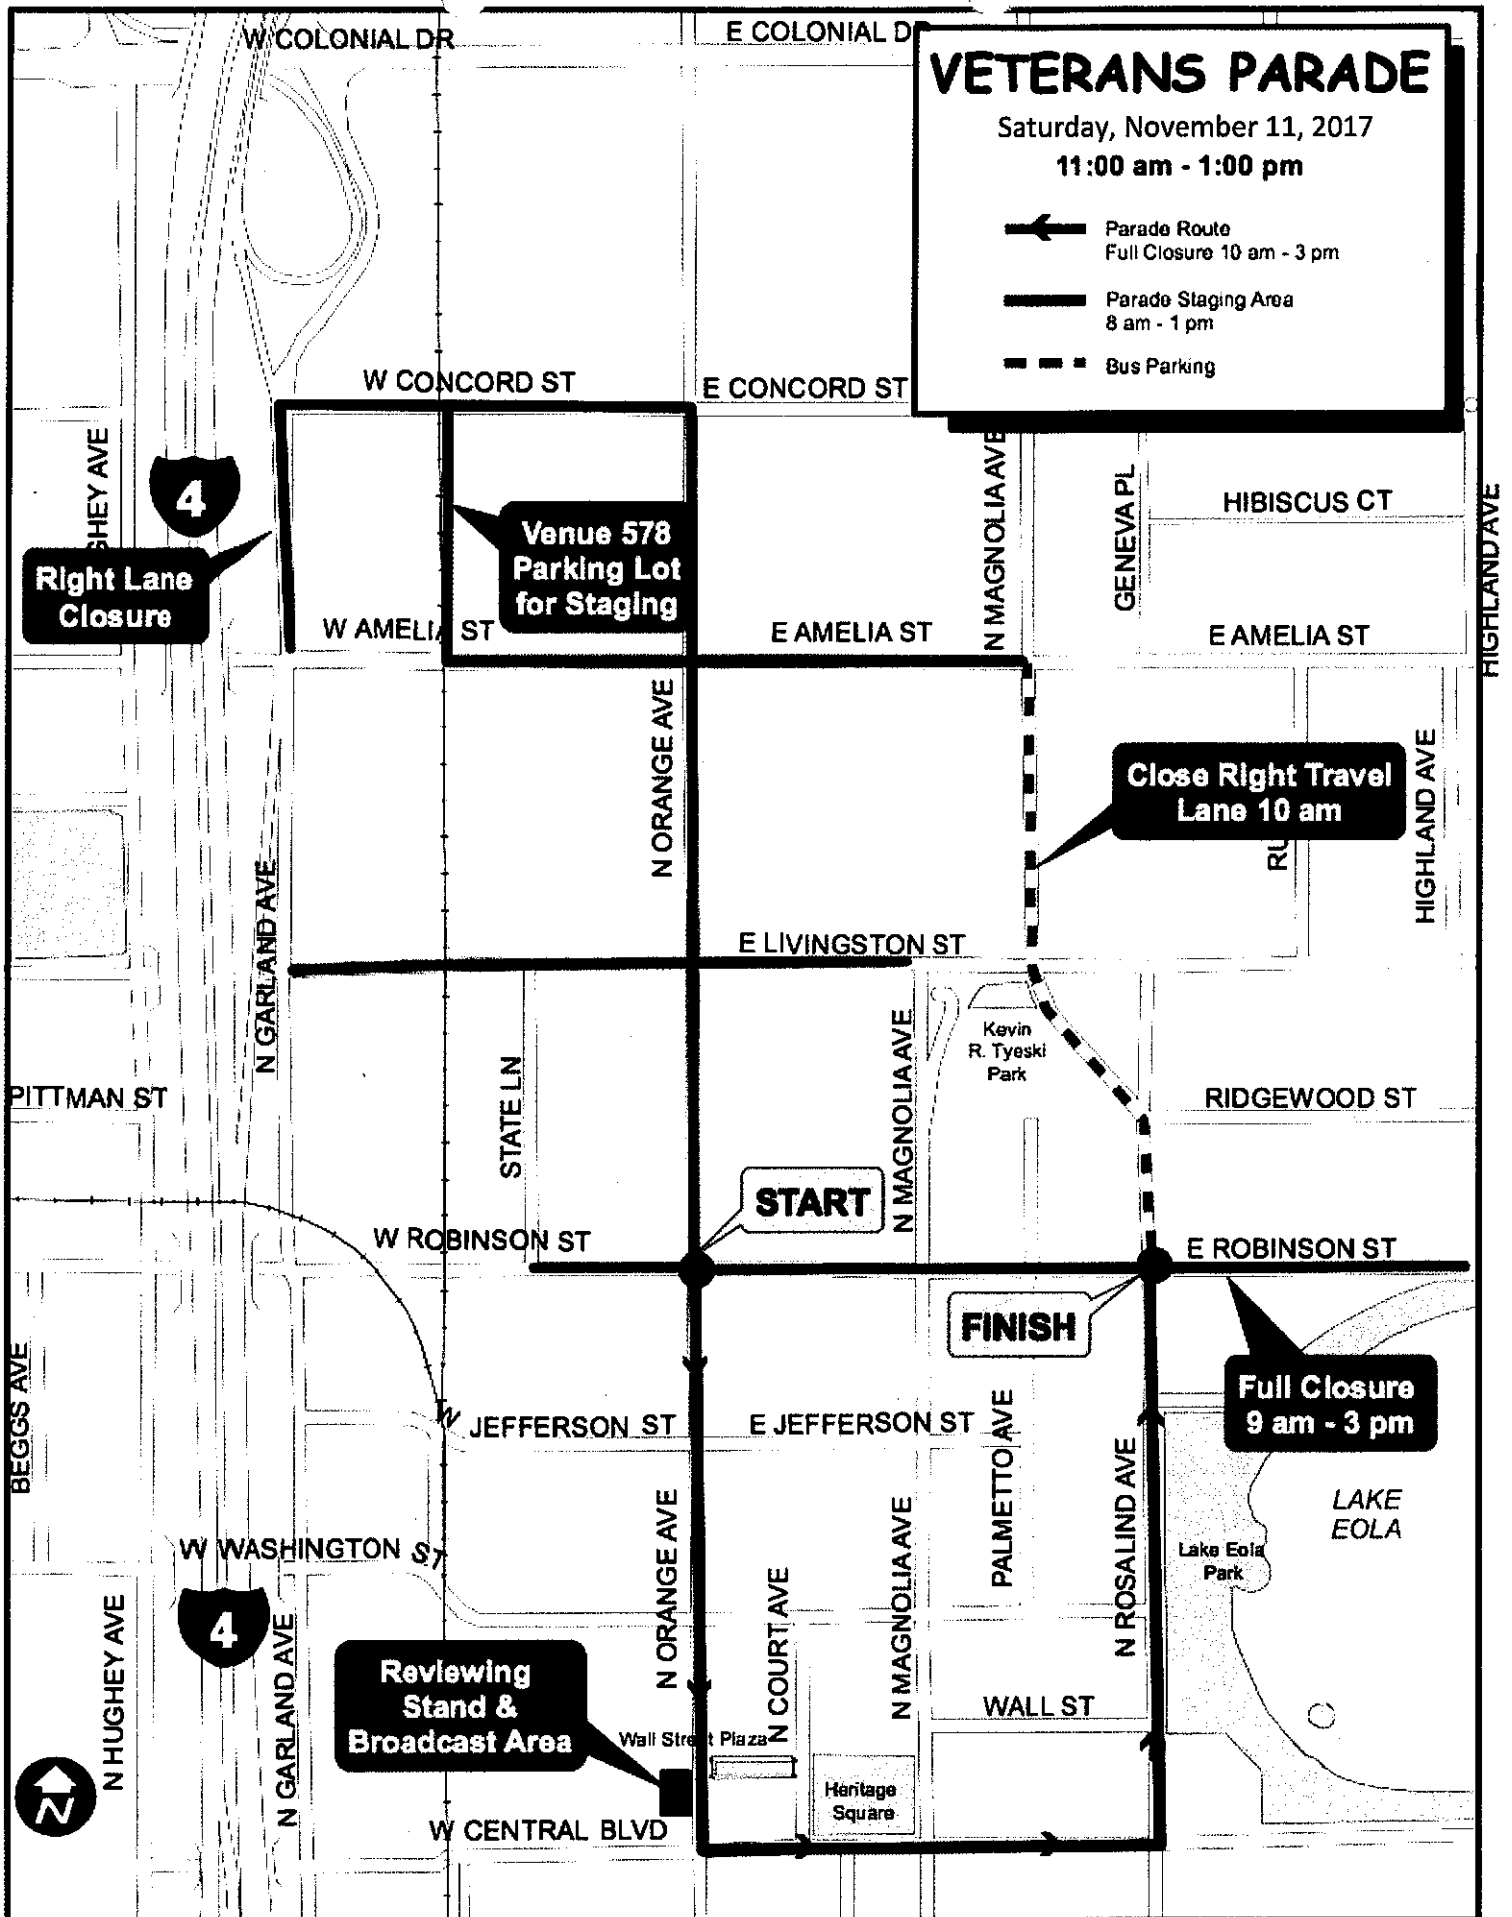 W COLONIAL DR
E COLONIAL DR
VETERANS PARADE
Saturday, November 11, 2017
11:00 am - 1:00 pm
Parade Route
Full Closure 10 am - 3 pm
Parade Staging Area
8 am - 1 pm
Bus Parking
W CONCORD ST
E CONCORD ST
GHEY AVE
4
Venue 578
Parking Lot
for Staging
Right Lane
Closure
N MAGNOLIA AVE
GENEVA PL
HIBISCUS CT
HIGHLAND AVE
W AMELIA ST
E AMELIA ST
E AMELIA ST
N ORANGE AVE
Close Right Travel
Lane 10 am
RU
HIGHLAND AVE
N GARLAND AVE
E LIVINGSTON ST
Kevin
R. Tyeski
Park
N MAGNOLIA AVE
STATE LN
PITTMAN ST
RIDGEWOOD ST
START
W ROBINSON ST
E ROBINSON ST
FINISH
Full Closure
9 am - 3 pm
BEGGS AVE
W JEFFERSON ST
E JEFFERSON ST
PALMETTO AVE
N ROSALIND AVE
LAKE
EOLA
Lake Eola
Park
W WASHINGTON ST
N ORANGE AVE
N COURT AVE
N MAGNOLIA AVE
4
N HUGHEY AVE
N GARLAND AVE
Reviewing
Stand &
Broadcast Area
Wall Street Plaza
WALL ST
Heritage
Square
N
W CENTRAL BLVD